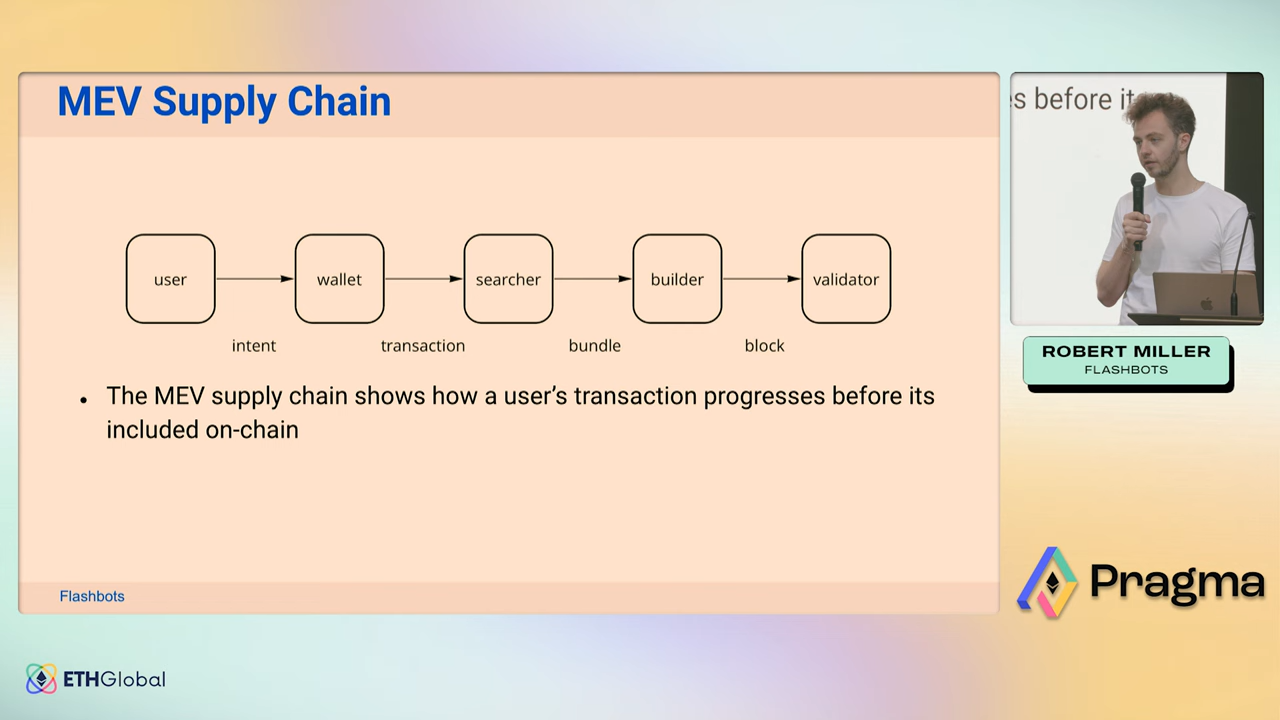 MEV Supply Chain
user
wallet
searcher
builder
validator
intent
transaction
bundle
block
• The MEV supply chain shows how a user’s transaction progresses before its
included on-chain
Flashbots
s before it
ROBERT MILLER
FLASHBOTS
Pragma
ETHGlobal